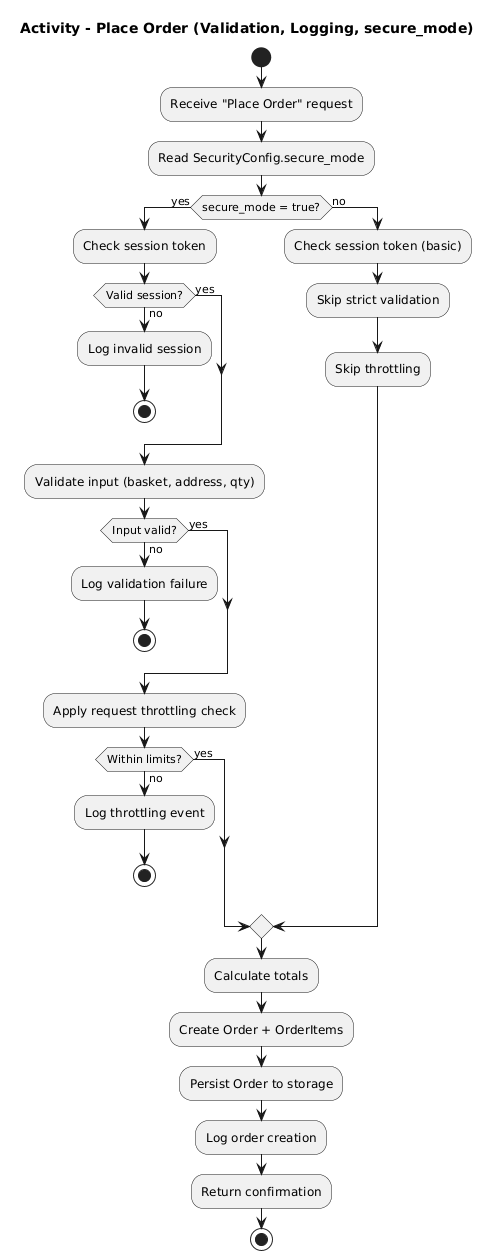 Activity - Place Order (Validation, Logging, secure_mode)
Receive "Place Order" request
Read SecurityConfig.secure_mode
yes
secure_mode = true?
no
Check session token
Check session token (basic)
Valid session?
yes
no
Skip strict validation
Log invalid session
Skip throttling
Validate input (basket, address, qty)
Input valid?
yes
no
Log validation failure
Apply request throttling check
Within limits?
yes
no
Log throttling event
Calculate totals
Create Order + OrderItems
Persist Order to storage
Log order creation
Return confirmation